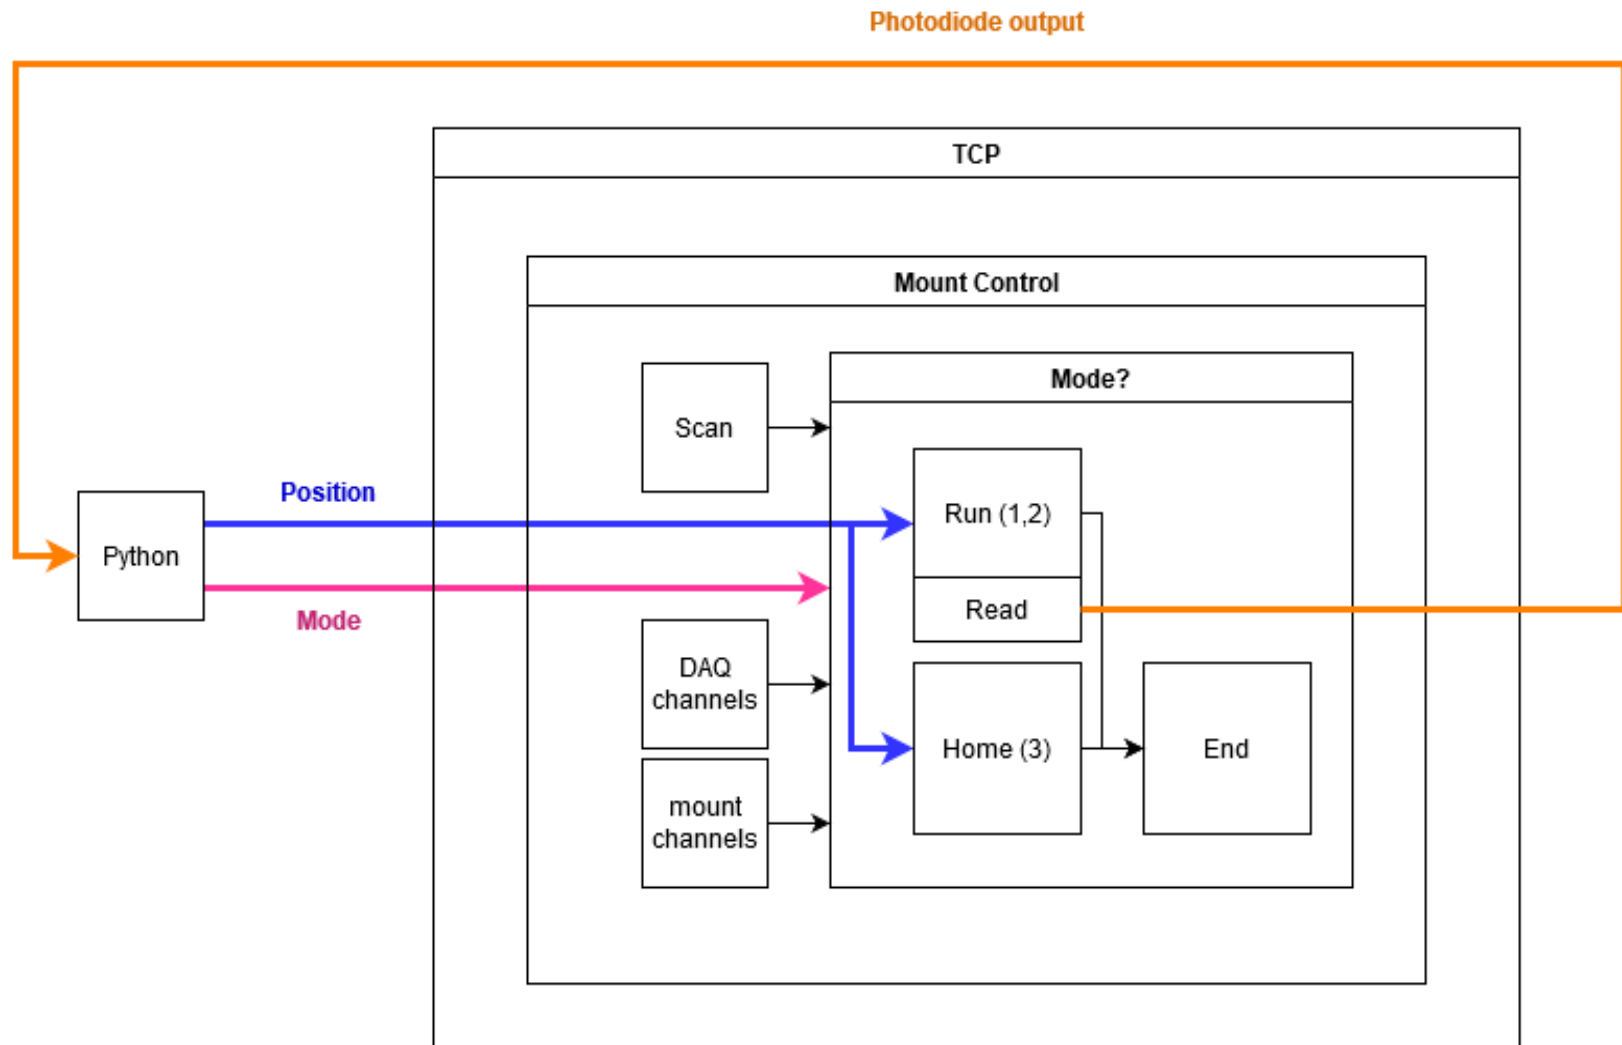 Photodiode output
TCP
Mount Control
Mode?
Scan
Position
Run (1,2)
Python
Read
Mode
DAQ
channels
Home (3)
End
mount
channels